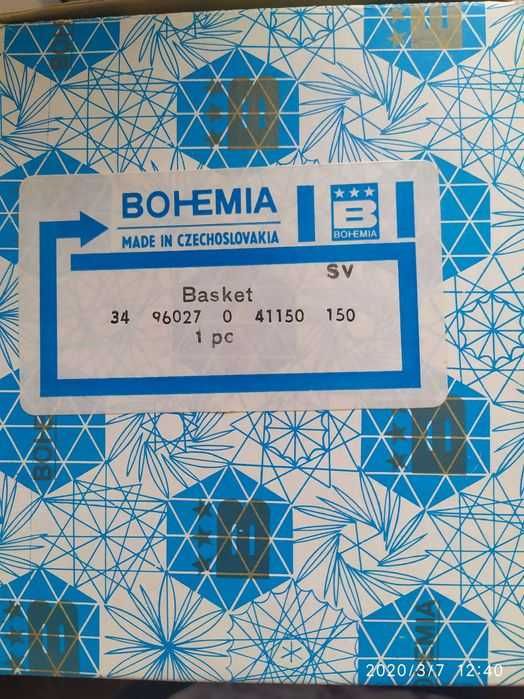 BOHEMIA
MADE IN CZECHOSLOVAKIA
★★★
B
BOHEMIA
SV
Basket
34 96027 0 41150 150
1 pc
B
B
B
B
EMIA
2020/3/7 12:40